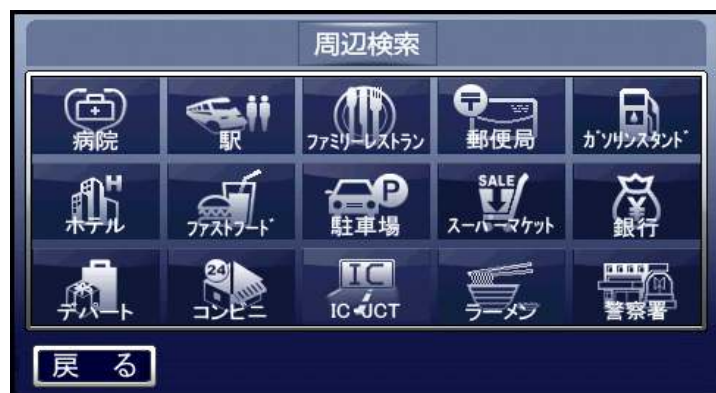 周辺検索
病院
駅
ファミリーレストラン
〒
郵便局
ガソリンスタンド
H
ホテル
ファストフード
P
駐車場
SALE
スーパーマケット
¥
銀行
デパート
24
コンビニ
IC
IC・JCT
ラーメン
警察署
戻る